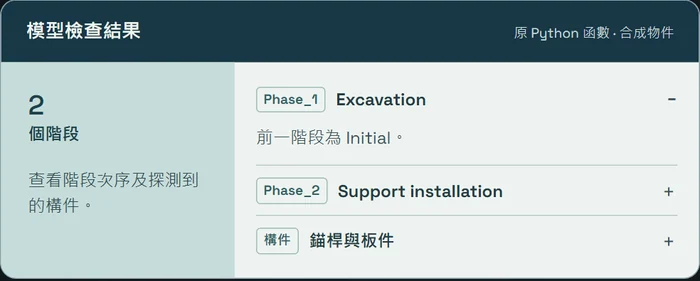 模型檢查結果
原 Python 函數 · 合成物件
2
個階段
查看階段次序及探測到
的構件。
Phase_1 Excavation −
前一階段為 Initial。
Phase_2 Support installation +
構件 錨桿與板件 +